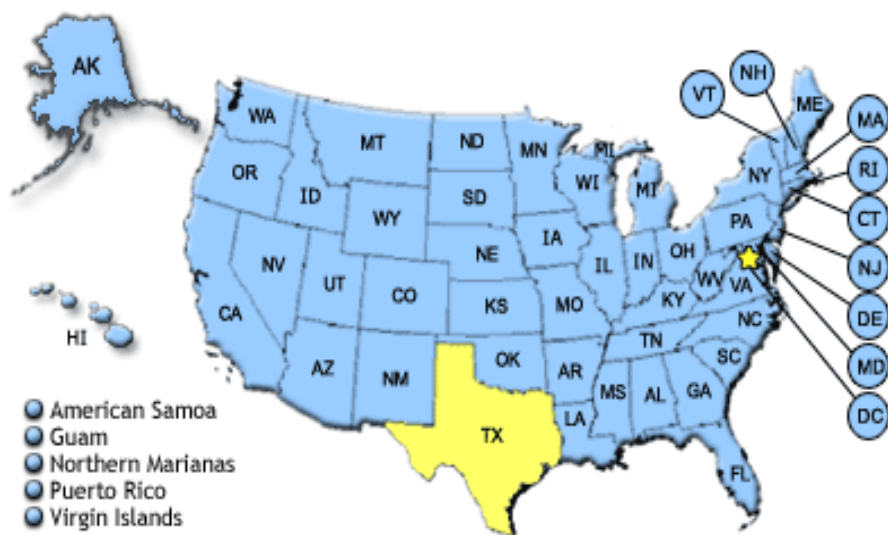 AK
NH
VT
ME
WA
MA
MT
ND
MN
MI
OR
RI
NY
WI
MI
ID
SD
WY
CT
PA
IA
NE
OH
NJ
NV
IL
IN
WV
UT
VA
CO
DE
KS
MO
KY
CA
NC
HI
TN
MD
OK
SC
AZ
NM
AR
MS
AL
GA
DC
American Samoa
LA
TX
Guam
Northern Marianas
FL
Puerto Rico
Virgin Islands